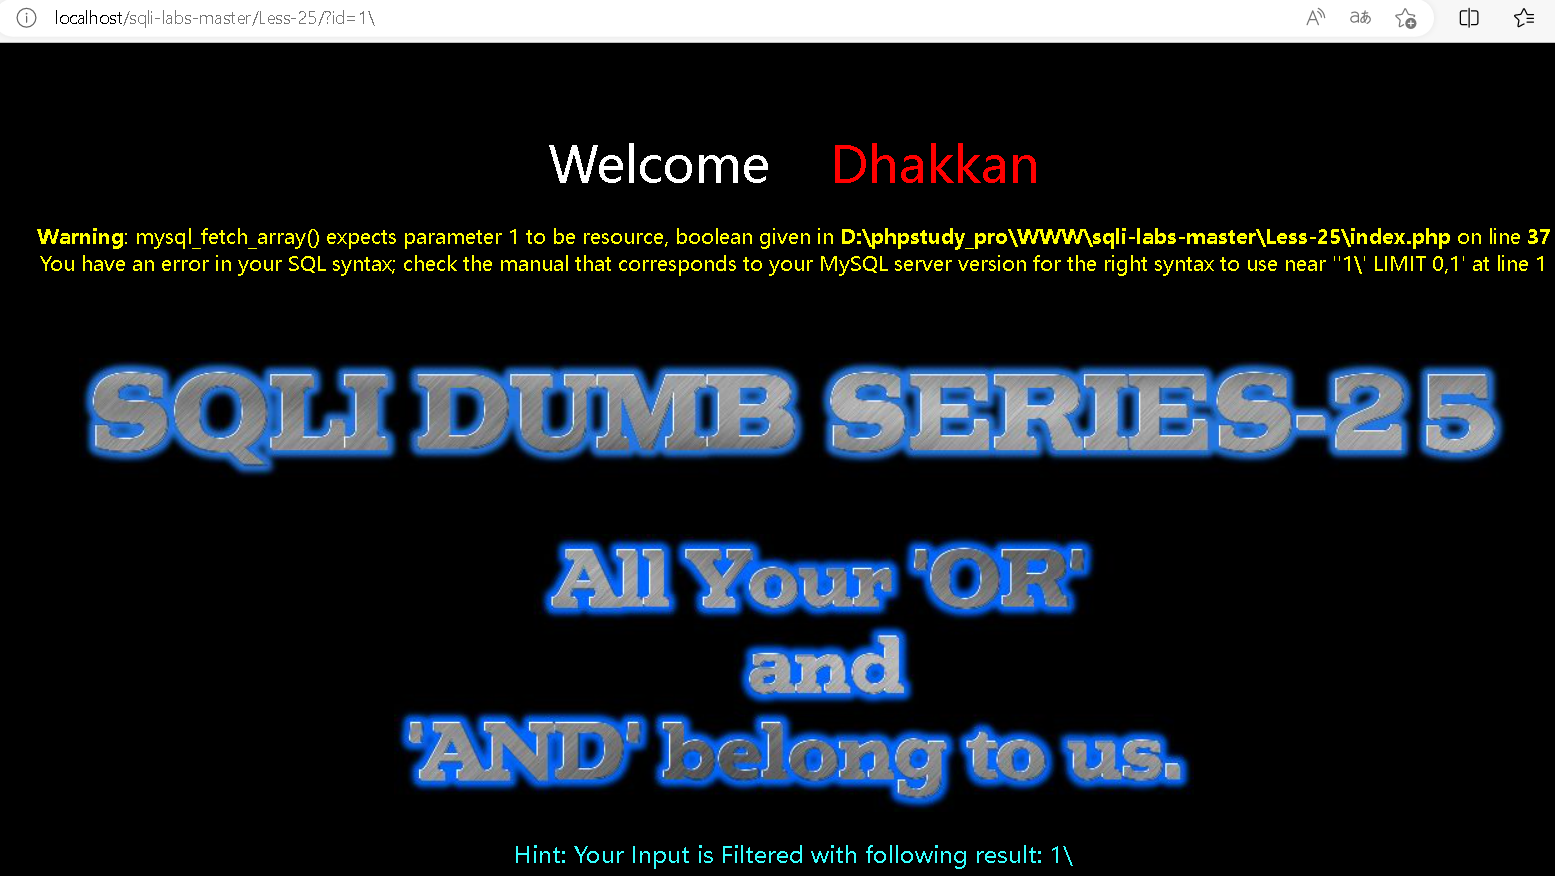 localhost/sqli-labs-master/Less-25/?id=1\
Welcome Dhakkan
Warning: mysql_fetch_array() expects parameter 1 to be resource, boolean given in D:\phpstudy_pro\WWW\sqli-labs-master\Less-25\index.php on line 37
You have an error in your SQL syntax; check the manual that corresponds to your MySQL server version for the right syntax to use near ''1\' LIMIT 0,1' at line 1
SQLI DUMB SERIES-25
All Your 'OR'
and
'AND' belong to us.
Hint: Your Input is Filtered with following result: 1\